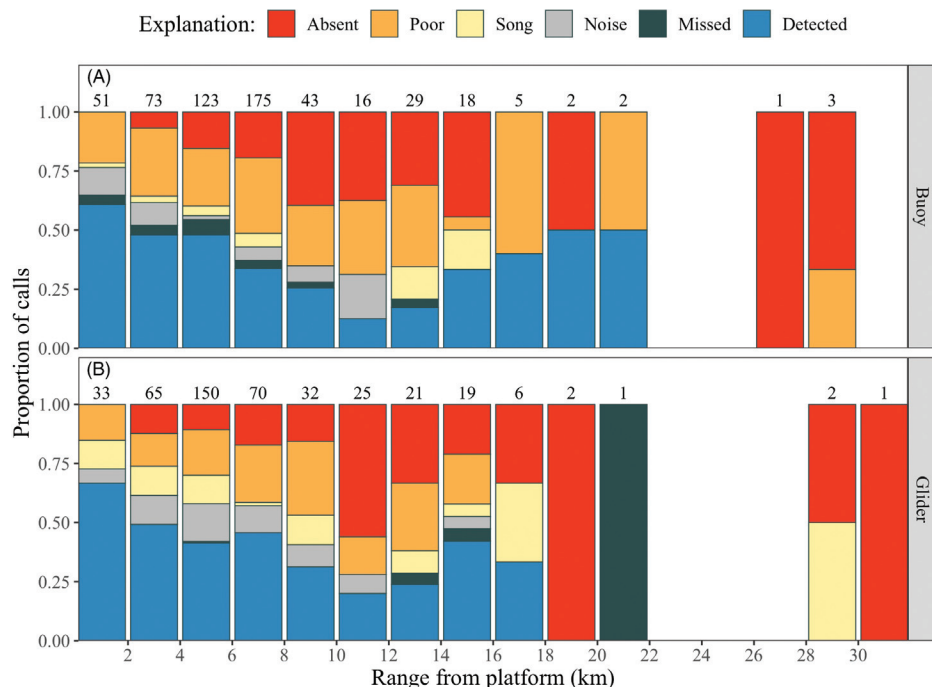 Explanation: Absent Poor Song Noise Missed Detected
(A)
51 73 123 175 43 16 29 18 5 2 2 1 3
1.00
0.75
0.50
0.25
0.00
Buoy
Proportion of calls
(B)
33 65 150 70 32 25 21 19 6 2 1 2 1
1.00
0.75
0.50
0.25
0.00
Glider
2 4 6 8 10 12 14 16 18 20 22 24 26 28 30
Range from platform (km)